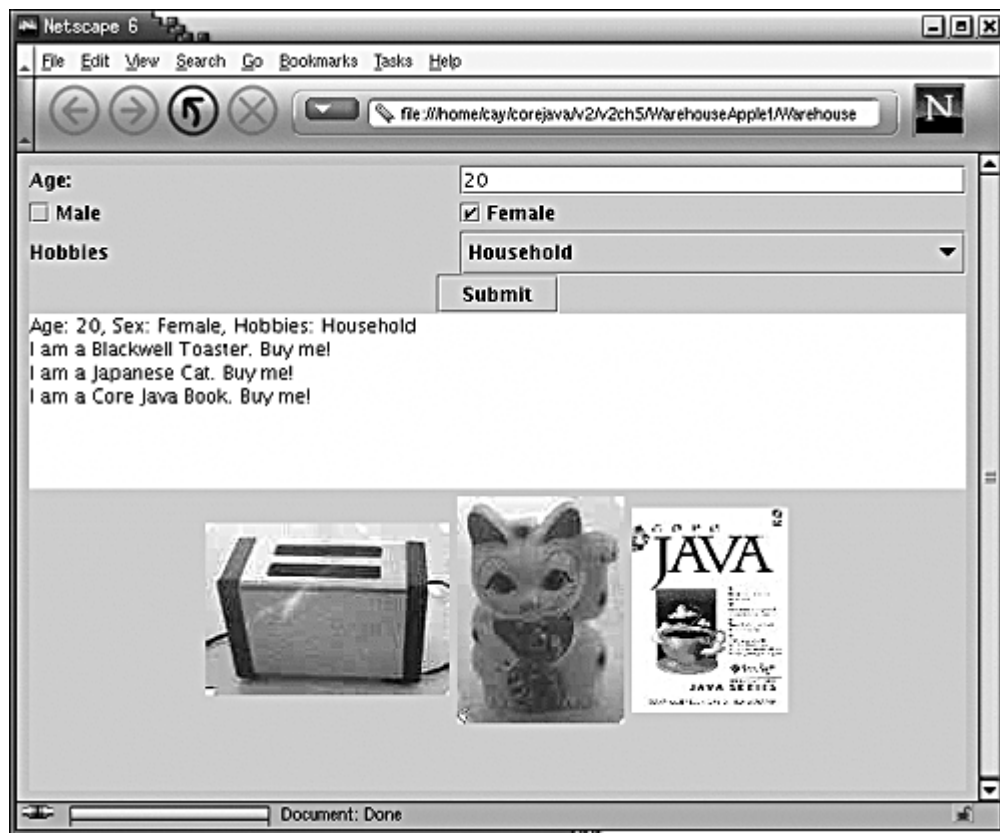 Netscape 6
File Edit View Search Go Bookmarks Tasks Help
file:///home/cay/corejava/v2/v2ch5/WarehouseApplet/Warehouse
N
Age: 20
Male Female
Hobbies Household
Submit
Age: 20, Sex: Female, Hobbies: Household
I am a Blackwell Toaster. Buy me!
I am a Japanese Cat. Buy me!
I am a Core Java Book. Buy me!
CORE
JAVA
JAVA SERIES
Document: Done